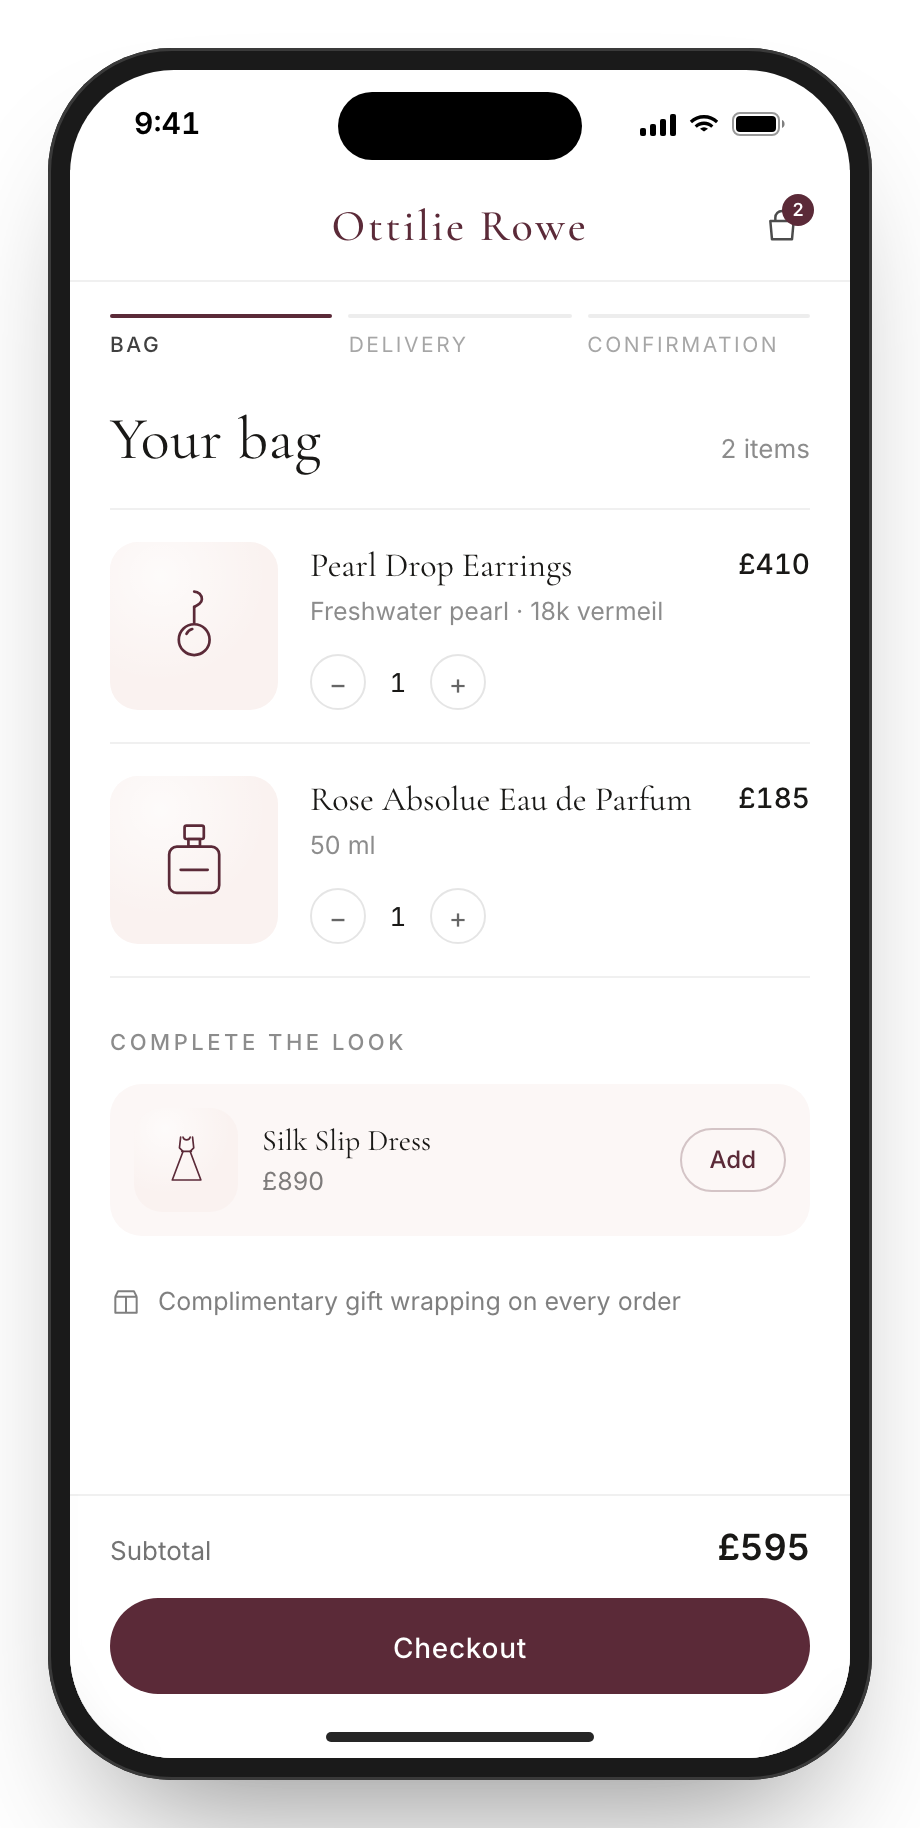 9:41
Ottilie Rowe
2
BAG DELIVERY CONFIRMATION
Your bag
2 items
Pearl Drop Earrings £410
Freshwater pearl · 18k vermeil
− 1 +
Rose Absolue Eau de Parfum £185
50 ml
− 1 +
COMPLETE THE LOOK
Silk Slip Dress
£890
Add
Complimentary gift wrapping on every order
Subtotal £595
Checkout